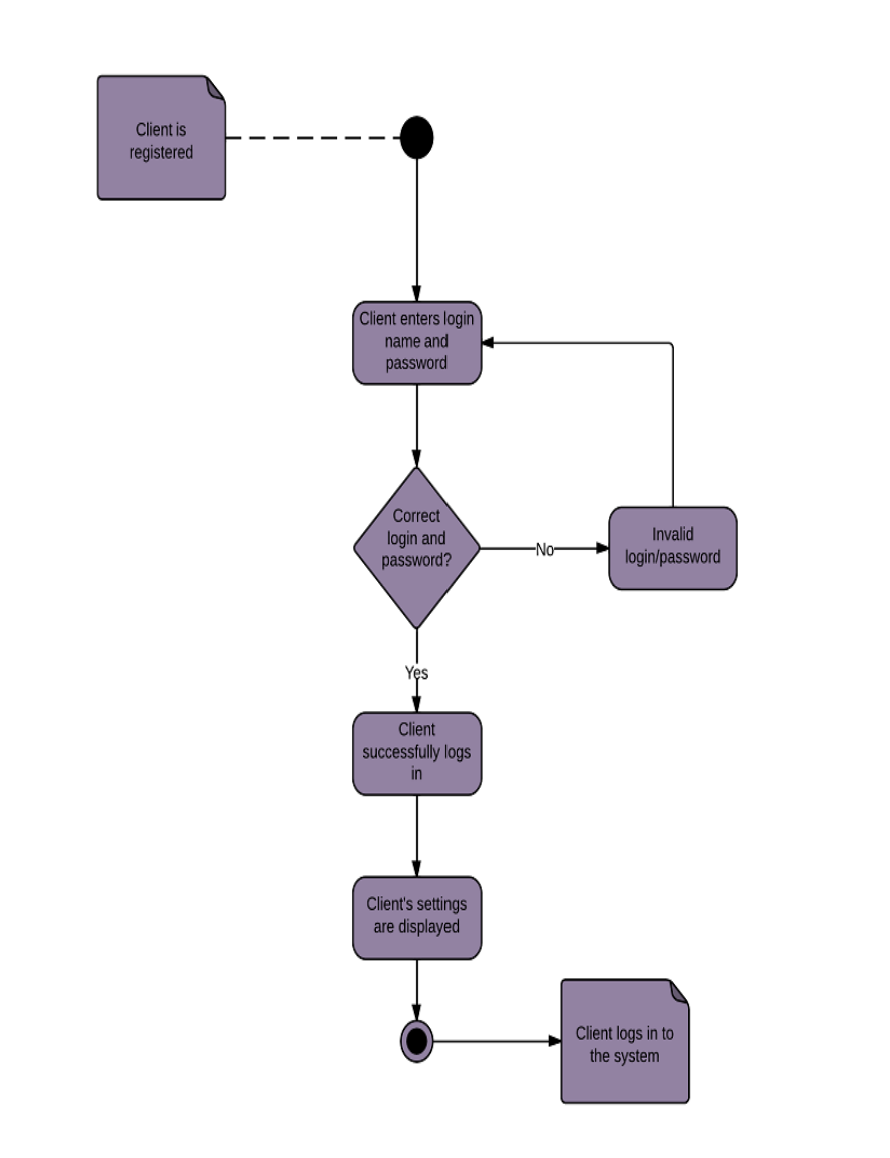 Client is
registered
Client enters login
name and
password
Correct
login and
password?
No
Invalid
login/password
Yes
Client
successfully logs
in
Client's settings
are displayed
Client logs in to
the system